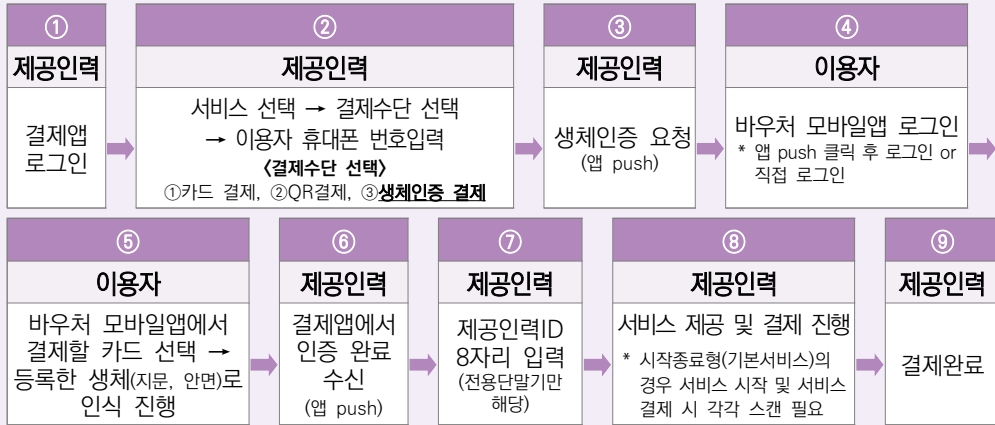 ①
제공인력
결제앱
로그인
②
제공인력
서비스 선택 → 결제수단 선택
→ 이용자 휴대폰 번호입력
<결제수단 선택>
①카드 결제, ②QR결제, ③생체인증 결제
③
제공인력
생체인증 요청
(앱 push)
④
이용자
바우처 모바일앱 로그인
* 앱 push 클릭 후 로그인 or
직접 로그인
⑤
이용자
바우처 모바일앱에서
결제할 카드 선택 →
등록한 생체(지문, 안면)로
인식 진행
⑥
제공인력
결제앱에서
인증 완료
수신
(앱 push)
⑦
제공인력
제공인력ID
8자리 입력
(전용단말기만
해당)
⑧
제공인력
서비스 제공 및 결제 진행
* 시작종료형(기본서비스)의
경우 서비스 시작 및 서비스
결제 시 각각 스캔 필요
⑨
제공인력
결제완료